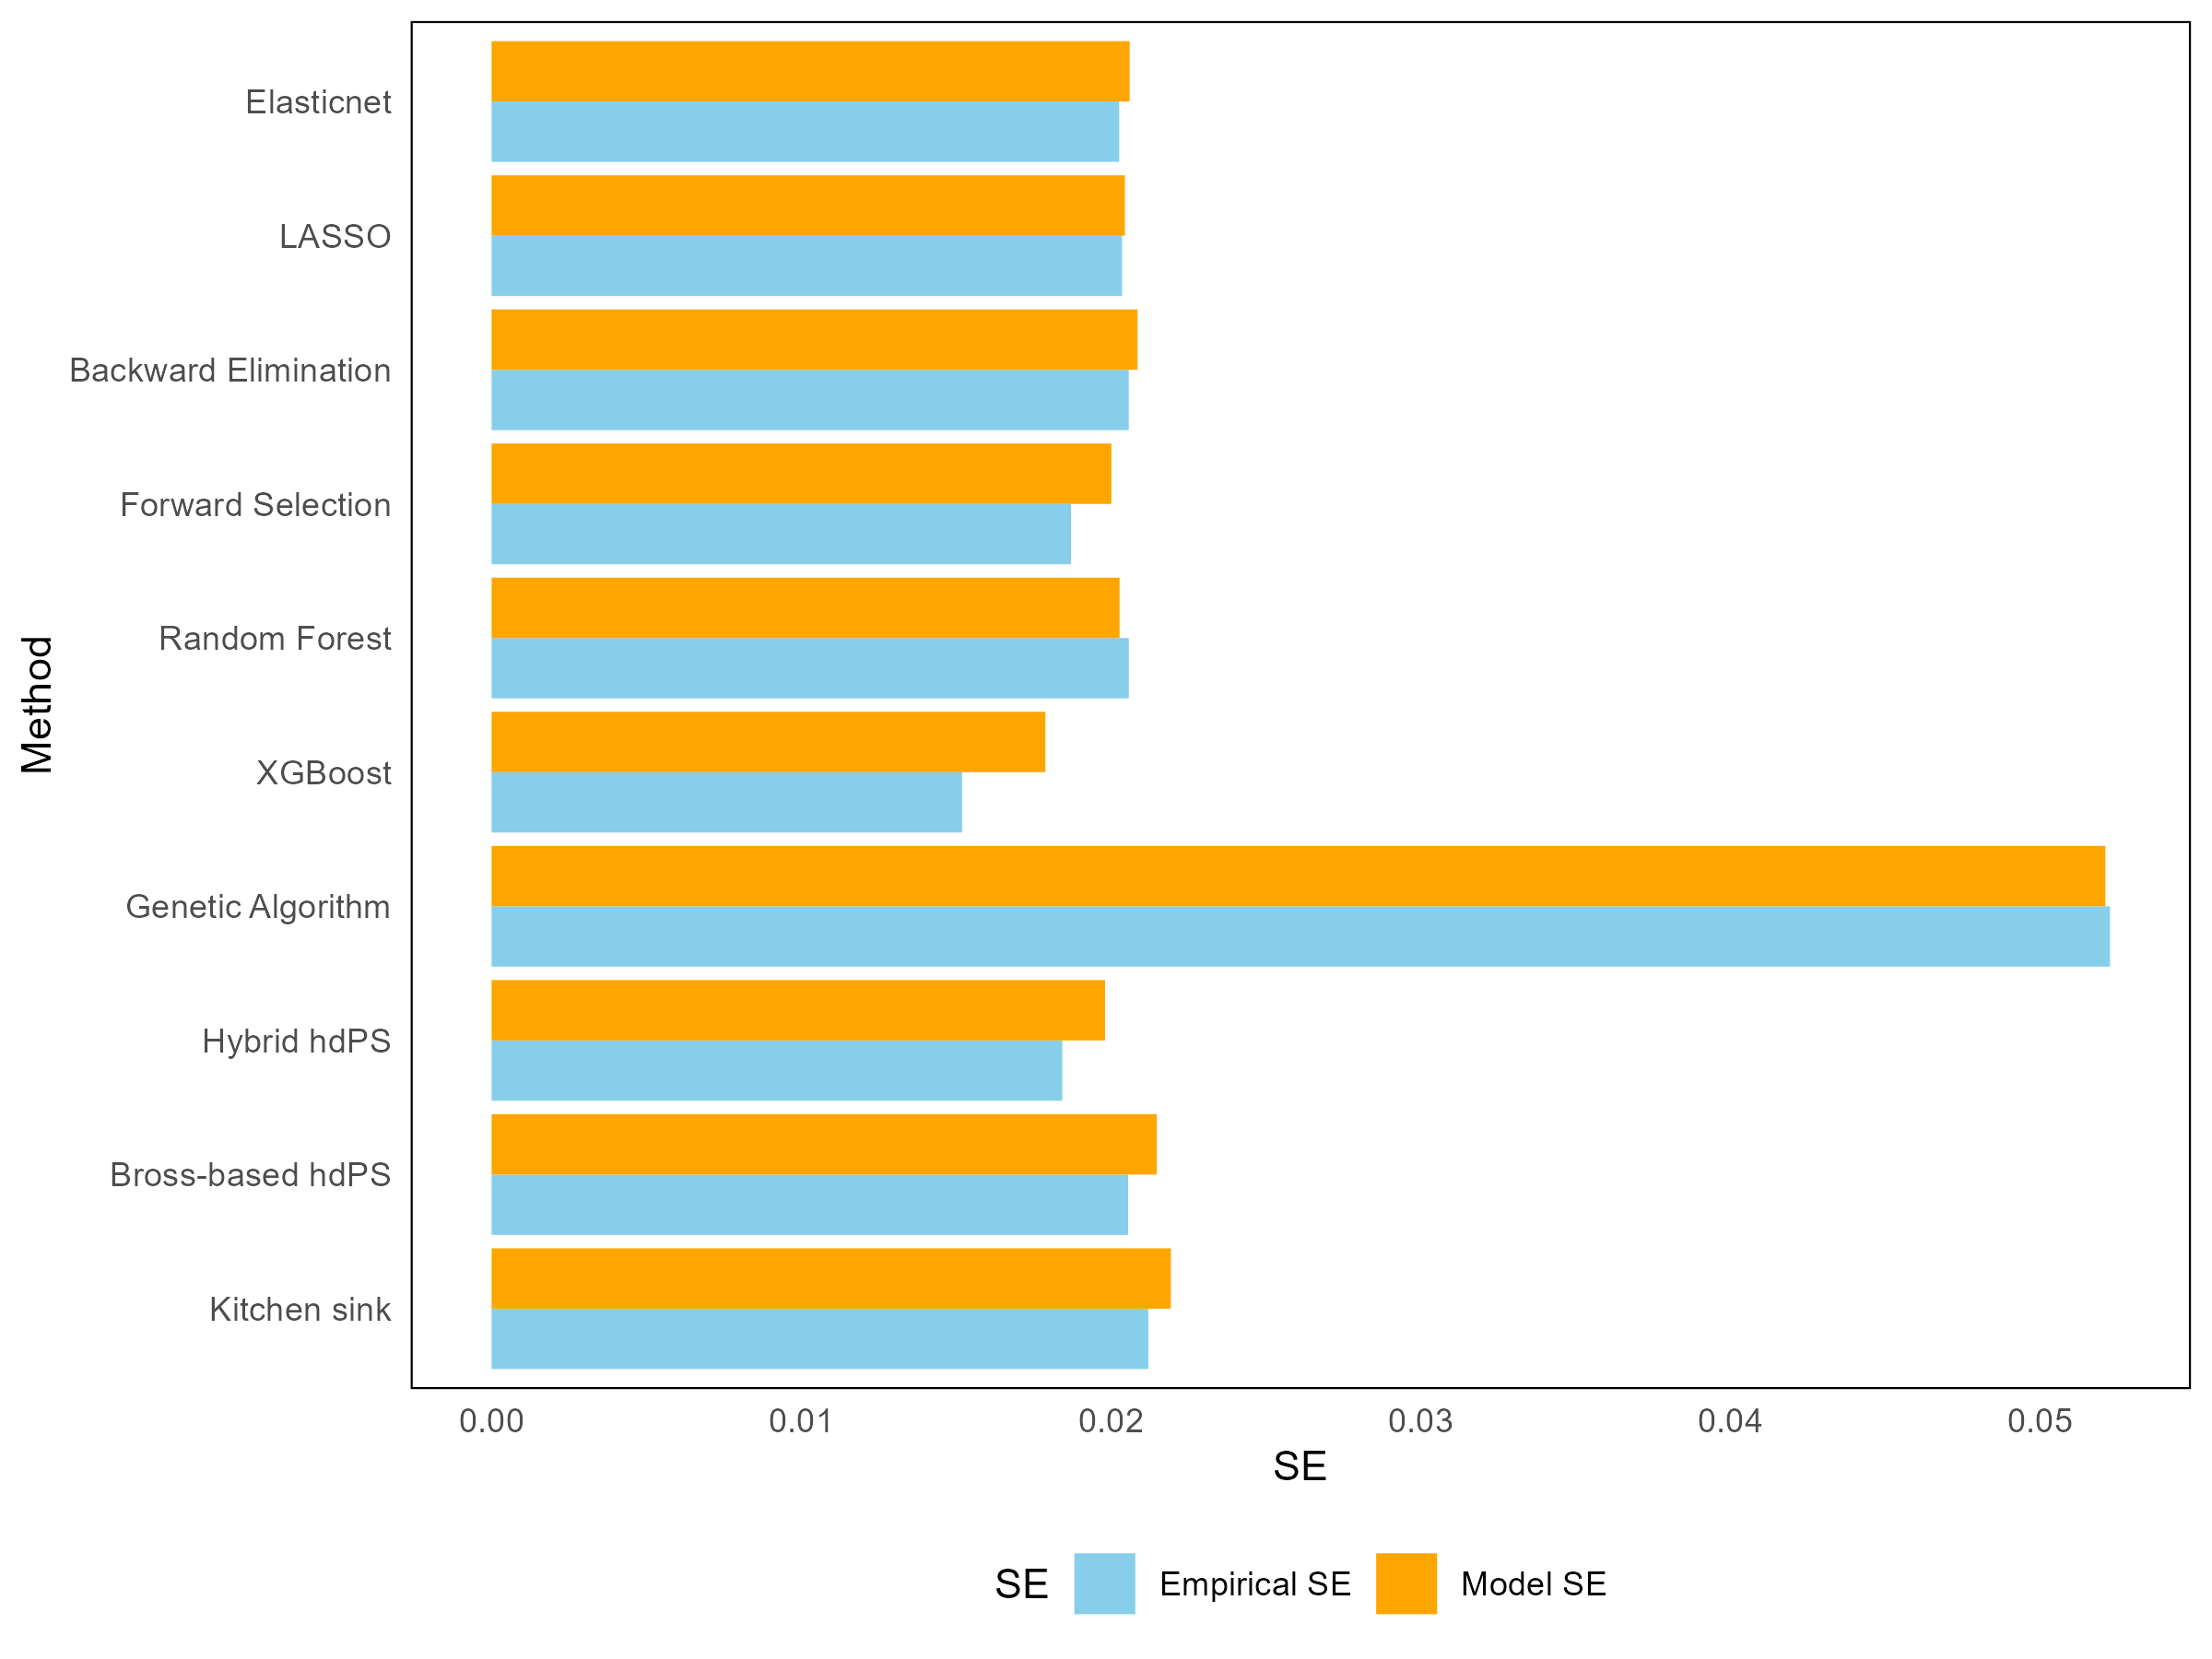 Elasticnet
LASSO
Backward Elimination
Forward Selection
Random Forest
XGBoost
Genetic Algorithm
Hybrid hdPS
Bross-based hdPS
Kitchen sink
Method
0.00 0.01 0.02 0.03 0.04 0.05
SE
SE Empirical SE Model SE